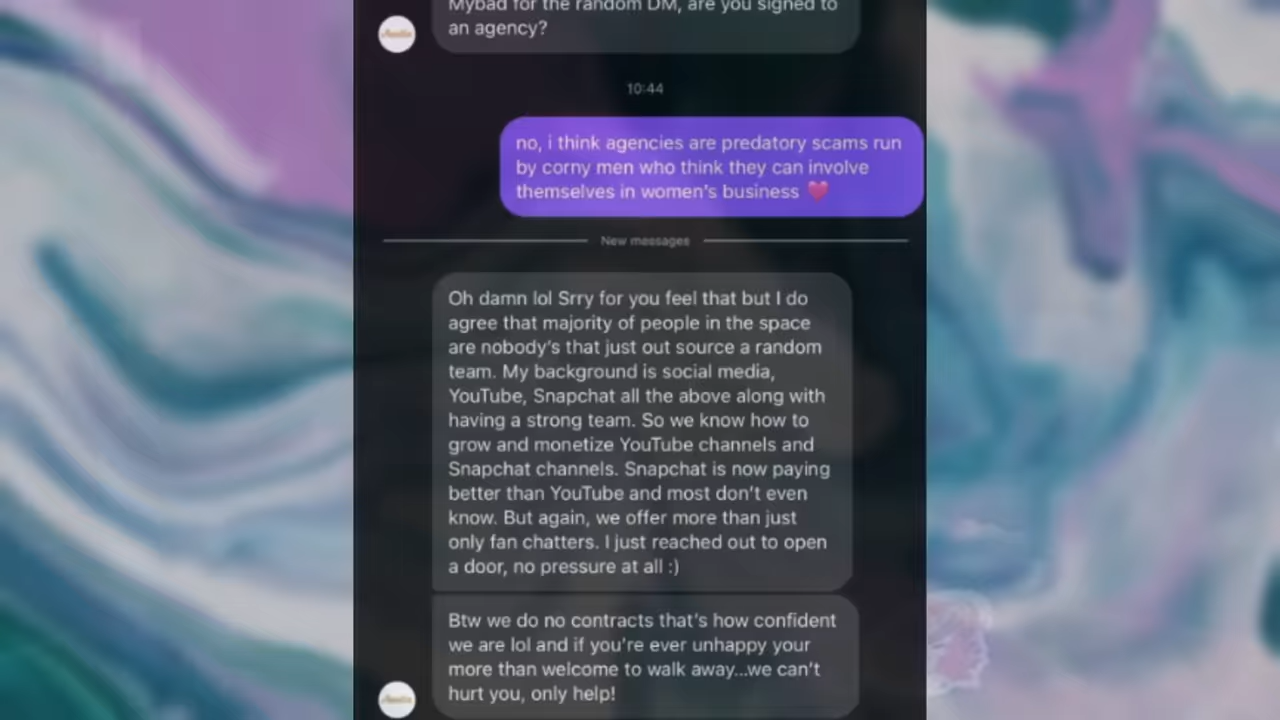 Mybad for the random DM, are you signed to
an agency?
10:44
no, i think agencies are predatory scams run
by corny men who think they can involve
themselves in women's business ❤️
New messages
Oh damn lol Srry for you feel that but I do
agree that majority of people in the space
are nobody's that just out source a random
team. My background is social media,
YouTube, Snapchat all the above along with
having a strong team. So we know how to
grow and monetize YouTube channels and
Snapchat channels. Snapchat is now paying
better than YouTube and most don't even
know. But again, we offer more than just
only fan chatters. I just reached out to open
a door, no pressure at all :)
Btw we do no contracts that's how confident
we are lol and if you're ever unhappy your
more than welcome to walk away...we can't
hurt you, only help!